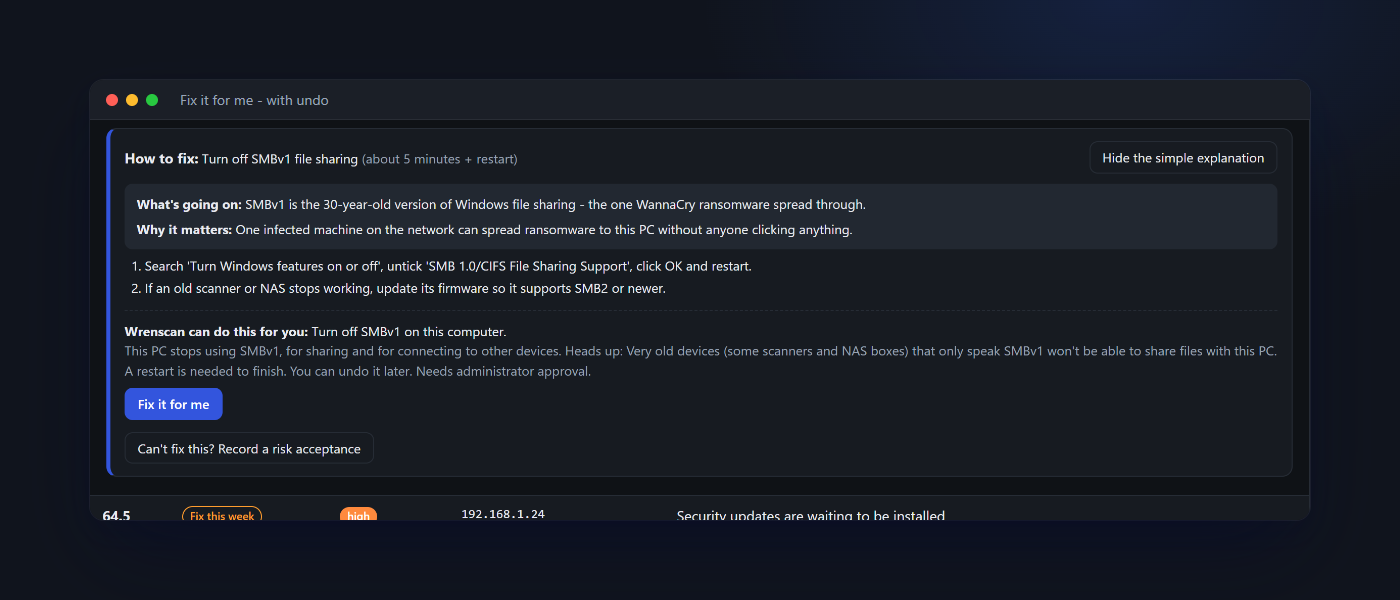 Fix it for me - with undo
How to fix: Turn off SMBv1 file sharing (about 5 minutes + restart)
Hide the simple explanation
What's going on: SMBv1 is the 30-year-old version of Windows file sharing - the one WannaCry ransomware spread through.
Why it matters: One infected machine on the network can spread ransomware to this PC without anyone clicking anything.
1. Search 'Turn Windows features on or off', untick 'SMB 1.0/CIFS File Sharing Support', click OK and restart.
2. If an old scanner or NAS stops working, update its firmware so it supports SMB2 or newer.
Wrenscan can do this for you: Turn off SMBv1 on this computer.
This PC stops using SMBv1, for sharing and for connecting to other devices. Heads up: Very old devices (some scanners and NAS boxes) that only speak SMBv1 won't be able to share files with this PC.
A restart is needed to finish. You can undo it later. Needs administrator approval.
Fix it for me
Can't fix this? Record a risk acceptance
64.5 Fix this week high 192.168.1.24 Security updates are waiting to be installed